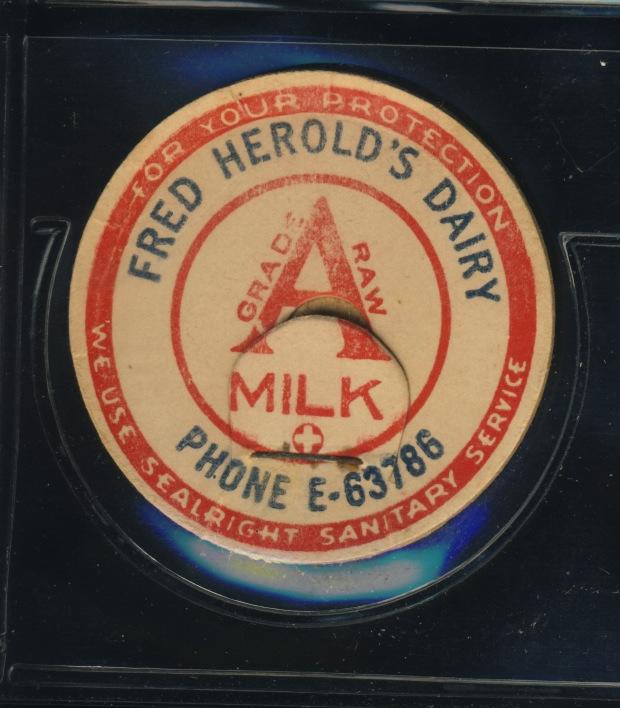 FOR YOUR PROTECTION
FRED HEROLD'S DAIRY
GRADE A RAW
MILK
PHONE E-63786
WE USE SEALRIGHT SANITARY SERVICE